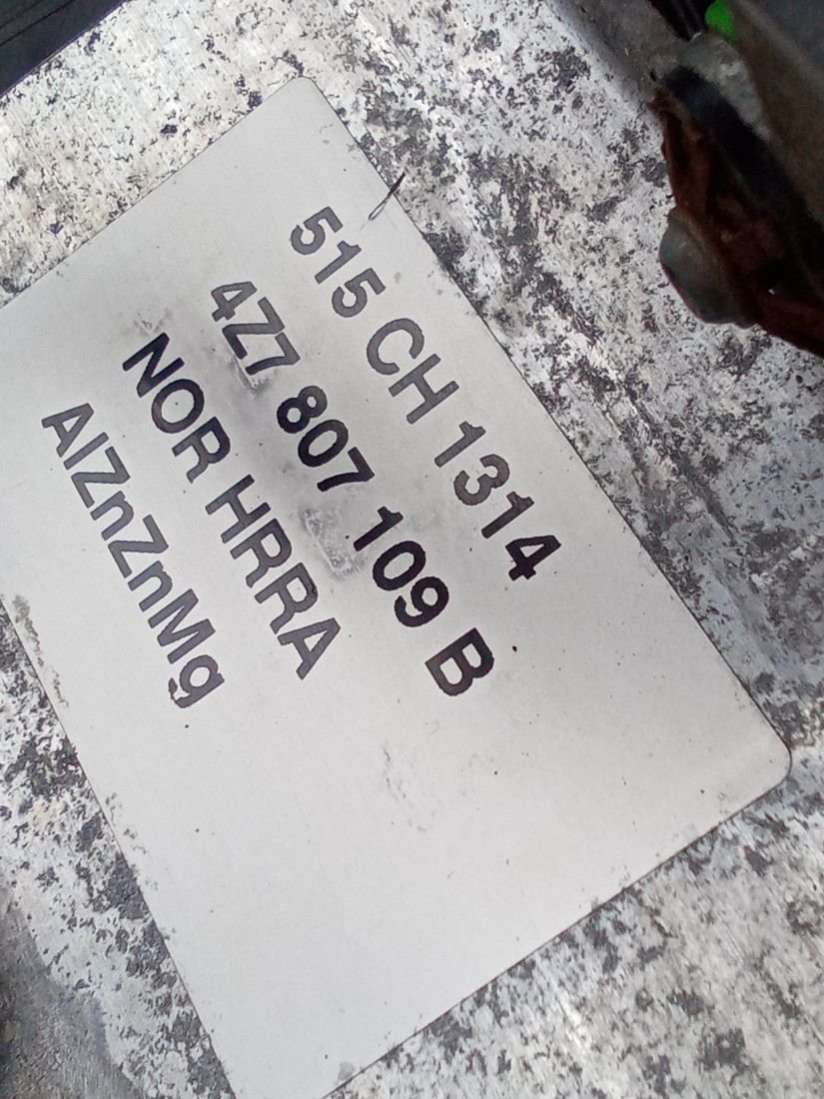 515 CH 1314
4Z7 807 109 B
NOR HRRA
AlZnZnMg